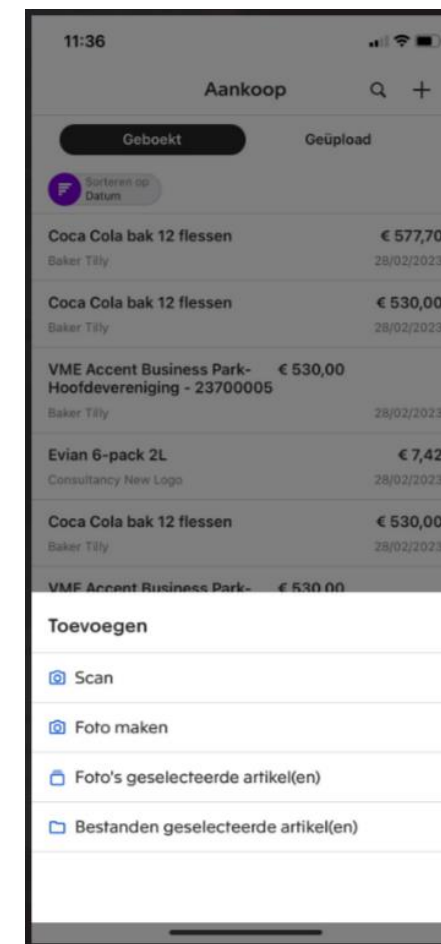 11:36
Aankoop
Geboekt Geüpload
Sorteren op
Datum
Coca Cola bak 12 flessen € 577,70
Baker Tilly 28/02/2023
Coca Cola bak 12 flessen € 530,00
Baker Tilly 28/02/2023
VME Accent Business Park- € 530,00
Hoofdevereniging - 23700005
Baker Tilly 28/02/2023
Evian 6-pack 2L € 7,42
Consultancy New Logo 28/02/2023
Coca Cola bak 12 flessen € 530,00
Baker Tilly 28/02/2023
VME Accent Business Park- € 530,00
Toevoegen
Scan
Foto maken
Foto's geselecteerde artikel(en)
Bestanden geselecteerde artikel(en)